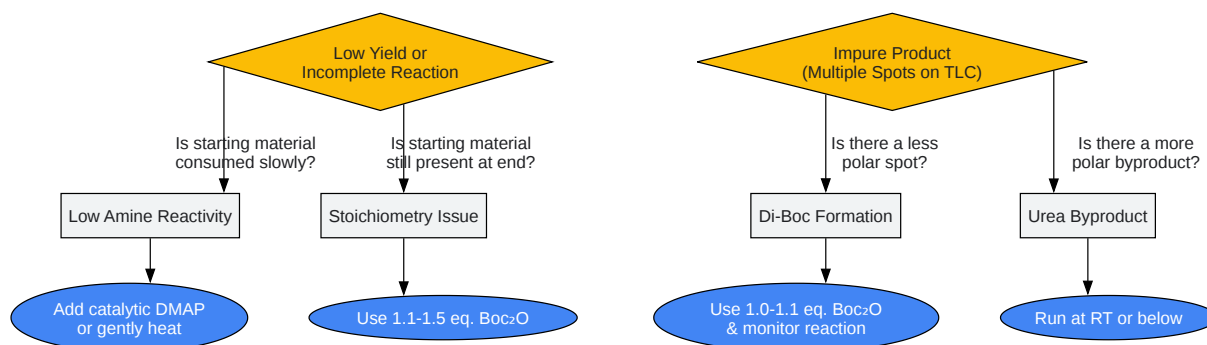 Low Yield or
Incomplete Reaction
Impure Product
(Multiple Spots on TLC)
Is starting material
consumed slowly?
Is starting material
still present at end?
Is there a less
polar spot?
Is there a more
polar byproduct?
Low Amine Reactivity
Stoichiometry Issue
Di-Boc Formation
Urea Byproduct
Add catalytic DMAP
or gently heat
Use 1.1-1.5 eq. Boc₂O
Use 1.0-1.1 eq. Boc₂O
& monitor reaction
Run at RT or below